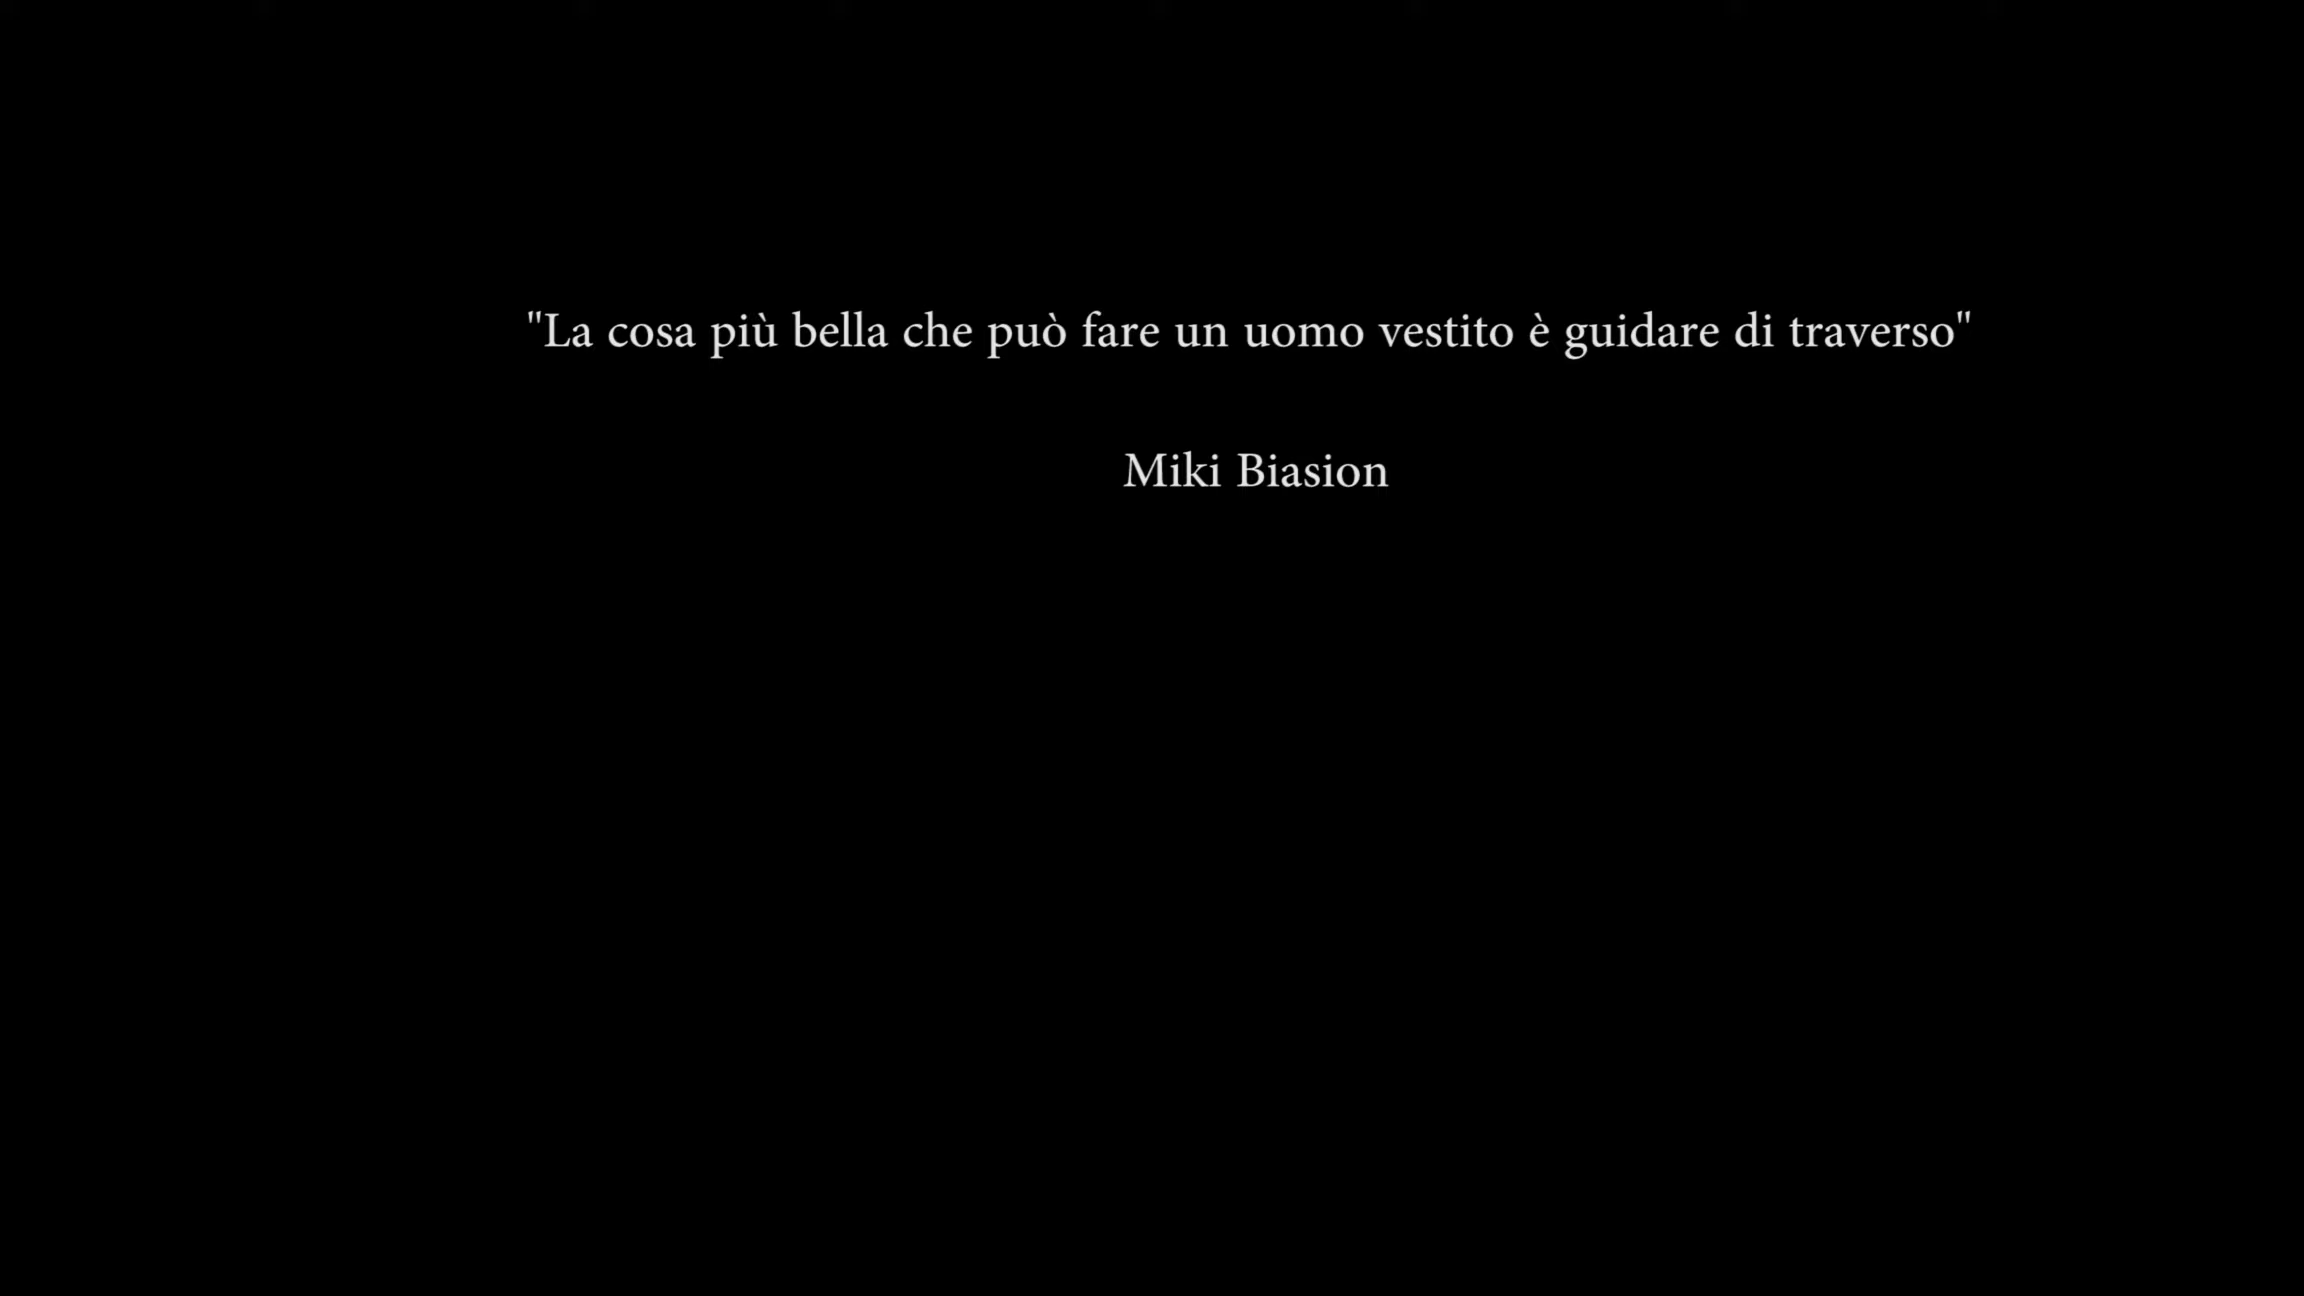 "La cosa più bella che può fare un uomo vestito è guidare di traverso"
Miki Biasion